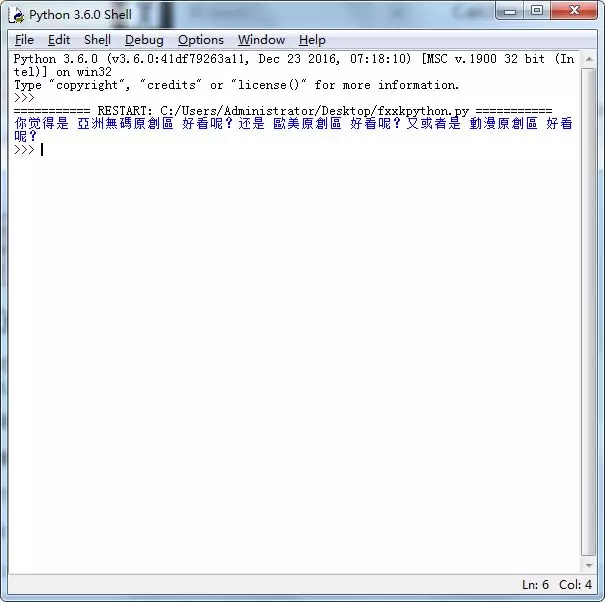 Python 3.6.0 Shell
File Edit Shell Debug Options Window Help
Python 3.6.0 (v3.6.0:41df79263a11, Dec 23 2016, 07:18:10) [MSC v.1900 32 bit (In
tel)] on win32
Type "copyright", "credits" or "license()" for more information.
>>>
=========== RESTART: C:/Users/Administrator/Desktop/fxxkpython.py ===========
你觉得是 亞洲無碼原創區 好看呢？还是 歐美原創區 好看呢？又或者是 動漫原創區 好看
呢？
>>>
Ln: 6 Col: 4